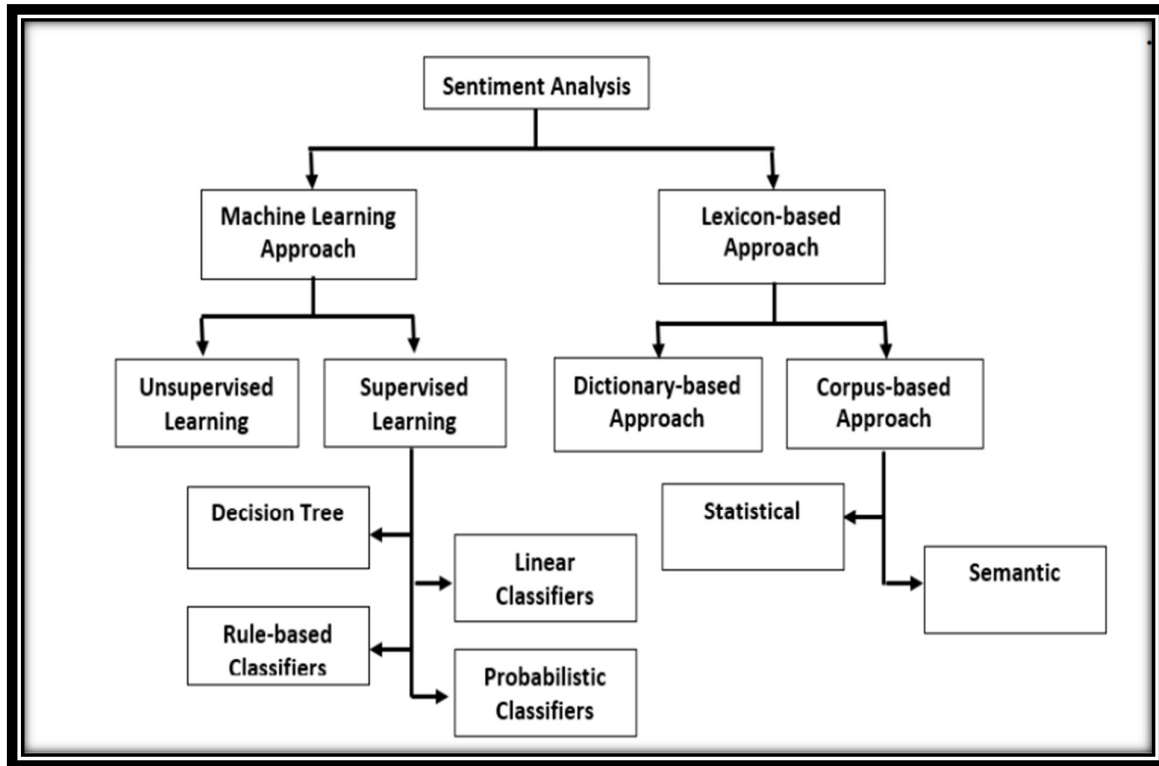 Sentiment Analysis
Machine Learning
Approach
Lexicon-based
Approach
Unsupervised
Learning
Supervised
Learning
Dictionary-based
Approach
Corpus-based
Approach
Decision Tree
Statistical
Linear
Classifiers
Semantic
Rule-based
Classifiers
Probabilistic
Classifiers